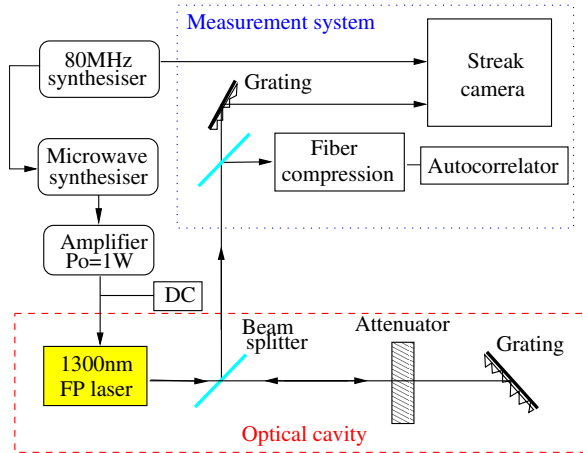 Measurement system
80MHz
synthesiser
Streak
camera
Grating
Microwave
synthesiser
Fiber
compression
Autocorrelator
Amplifier
Po=1W
DC
Beam
splitter
Attenuator
Grating
1300nm
FP laser
Optical cavity